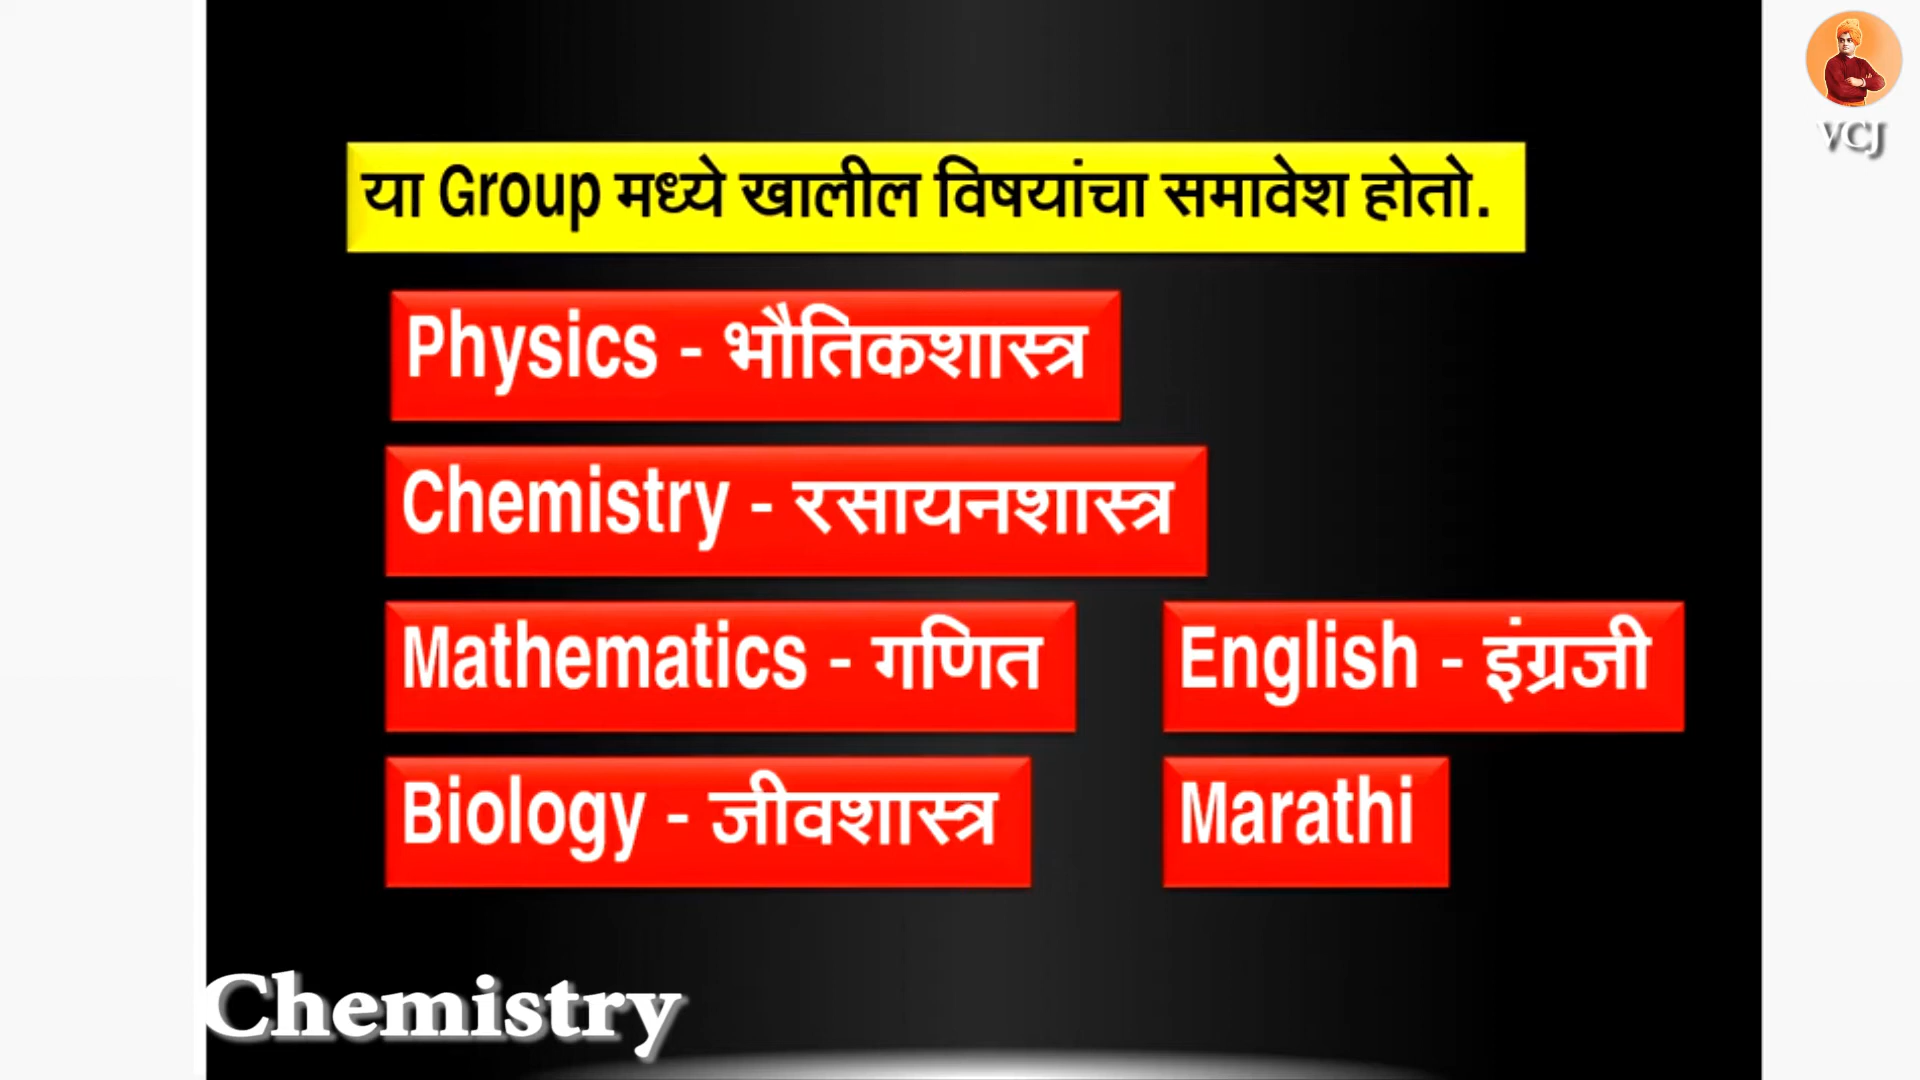 VCJ
या Group मध्ये खालील विषयांचा समावेश होतो.
Physics - भौतिकशास्त्र
Chemistry - रसायनशास्त्र
Mathematics - गणित
English - इंग्रजी
Biology - जीवशास्त्र
Marathi
Chemistry